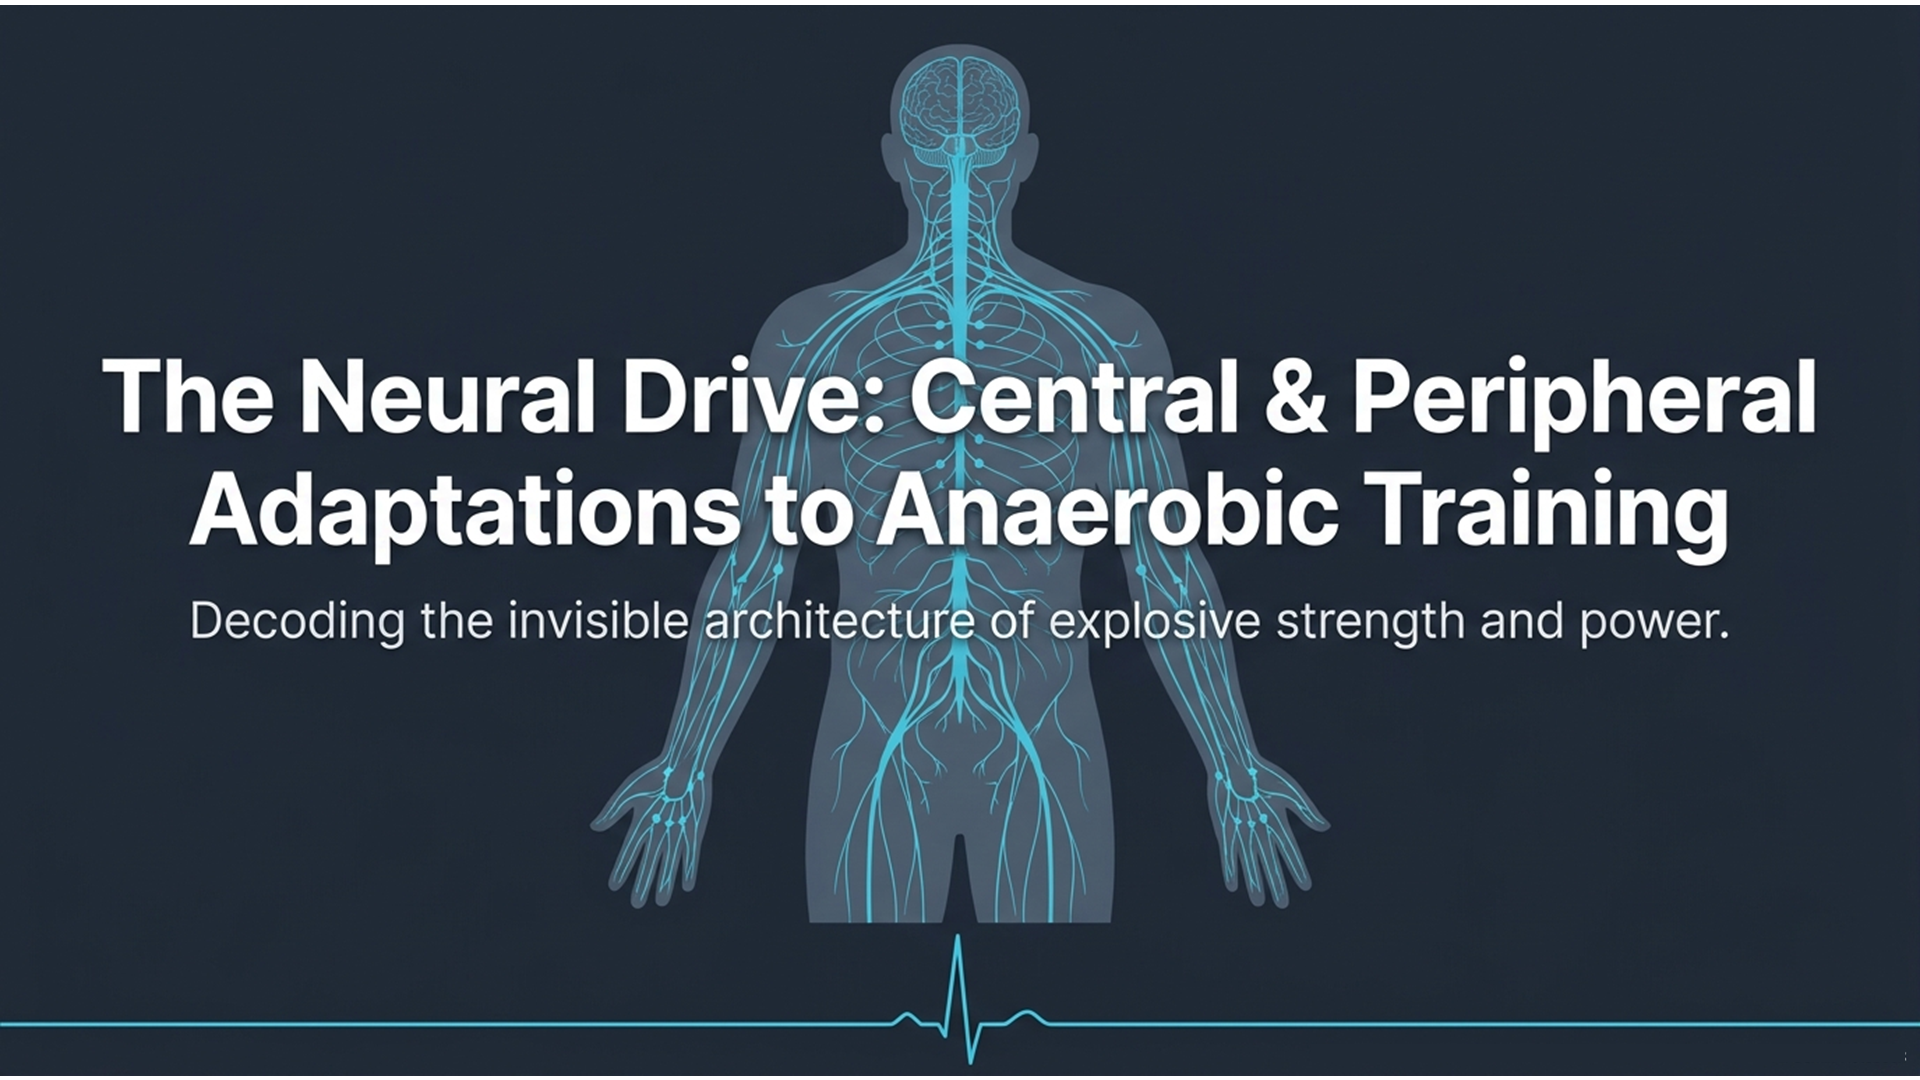 The Neural Drive: Central & Peripheral
Adaptations to Anaerobic Training
Decoding the invisible architecture of explosive strength and power.